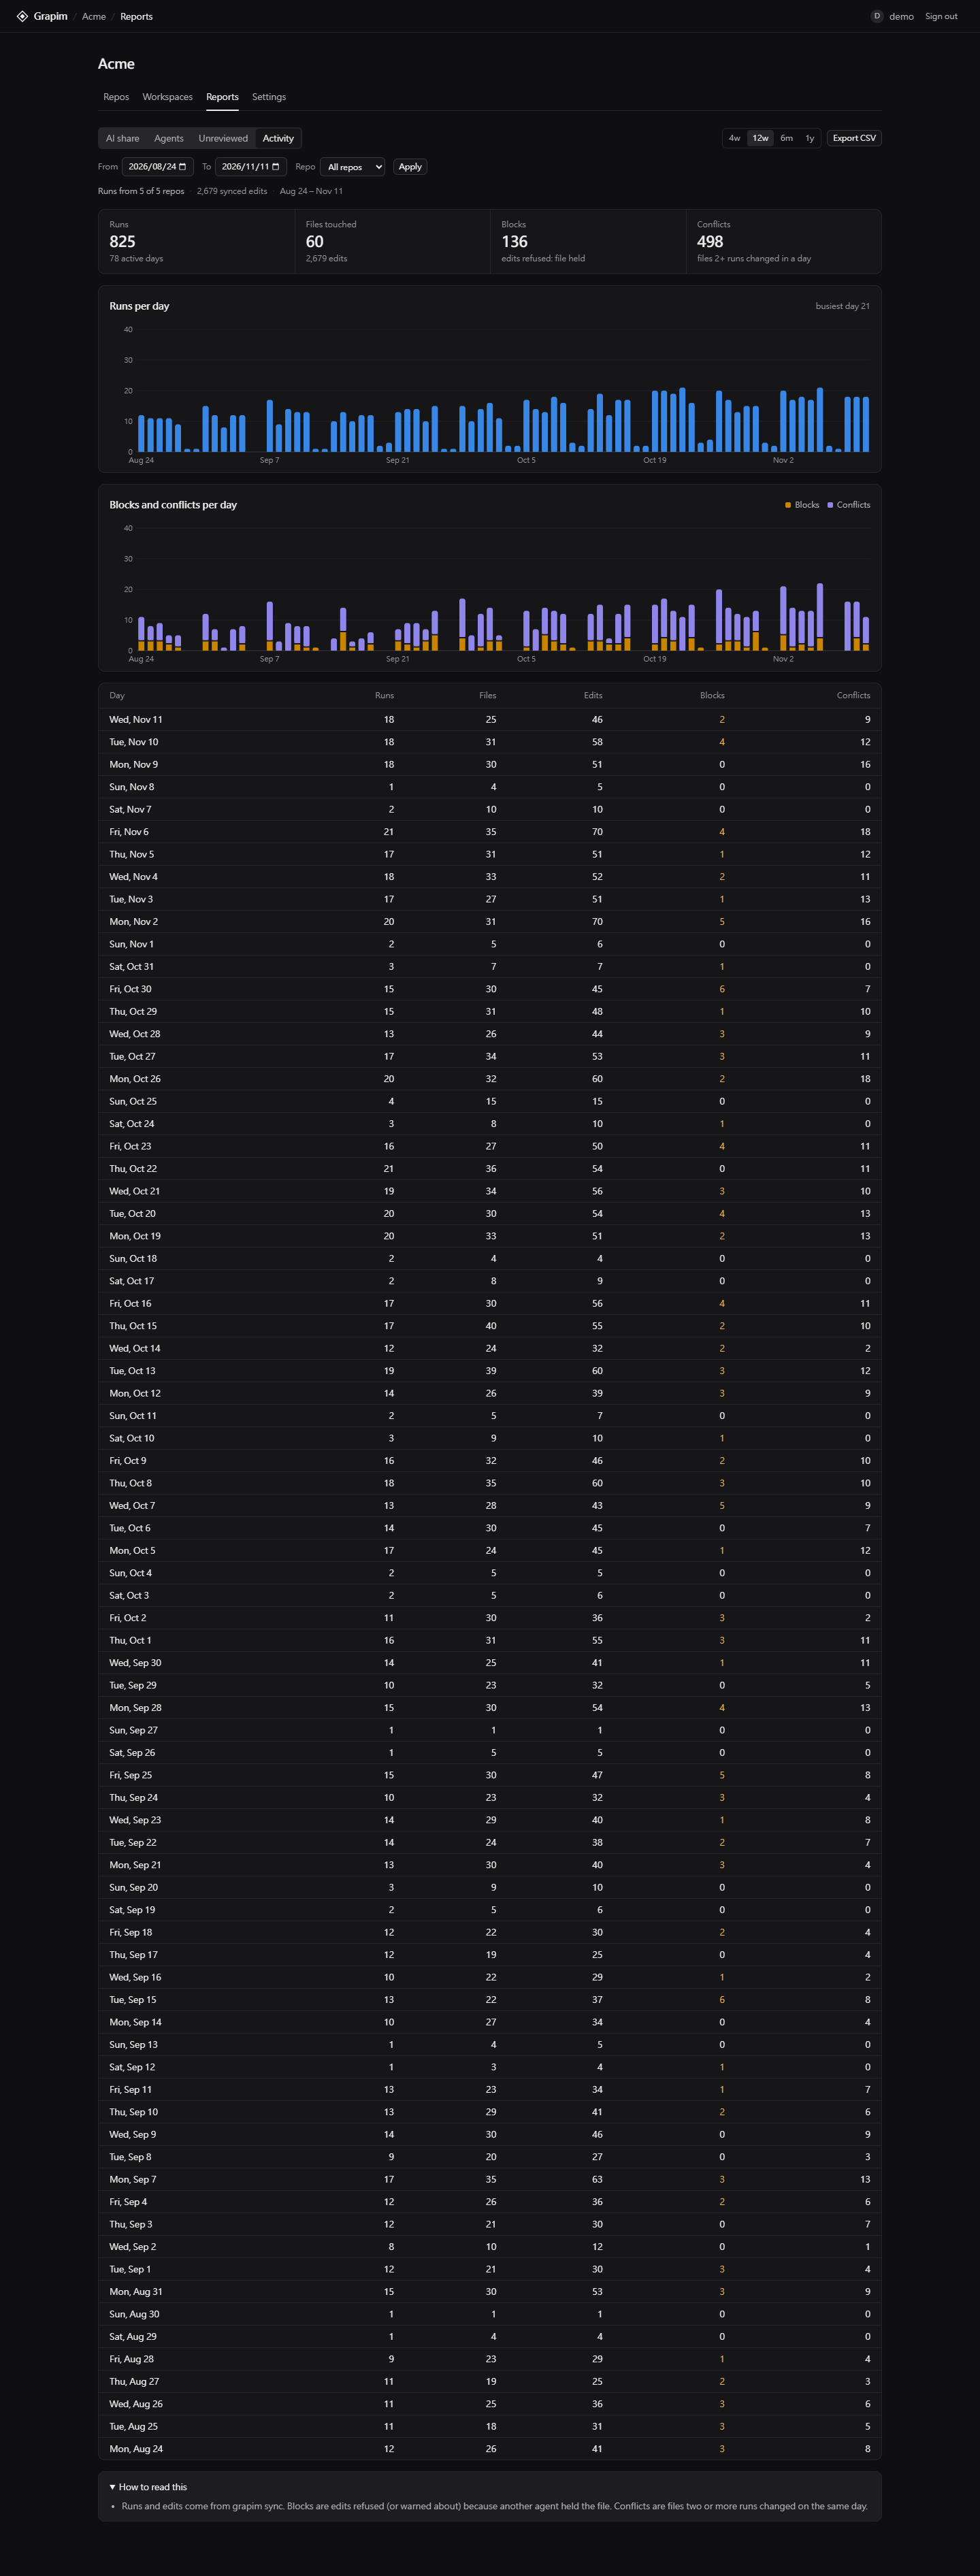 Grapim / Acme / Reports
D demo Sign out
Acme
Repos Workspaces Reports Settings
AI share Agents Unreviewed Activity 4w 12w 6m 1y Export CSV
From 2026/08/24 To 2026/11/11 Repo All repos Apply
Runs from 5 of 5 repos · 2,679 synced edits · Aug 24 – Nov 11
Runs
825
78 active days
Files touched
60
2,679 edits
Blocks
136
edits refused: file held
Conflicts
498
files 2+ runs changed in a day
Runs per day busiest day 21
40
30
20
10
0
Aug 24 Sep 7 Sep 21 Oct 5 Oct 19 Nov 2
Blocks and conflicts per day Blocks Conflicts
40
30
20
10
0
Aug 24 Sep 7 Sep 21 Oct 5 Oct 19 Nov 2
Day Runs Files Edits Blocks Conflicts
Wed, Nov 11 18 25 46 2 9
Tue, Nov 10 18 31 58 4 12
Mon, Nov 9 18 30 51 0 16
Sun, Nov 8 1 4 5 0 0
Sat, Nov 7 2 10 10 0 0
Fri, Nov 6 21 35 70 4 18
Thu, Nov 5 17 31 51 1 12
Wed, Nov 4 18 33 52 2 11
Tue, Nov 3 17 27 51 1 13
Mon, Nov 2 20 31 70 5 16
Sun, Nov 1 2 5 6 0 0
Sat, Oct 31 3 7 7 1 0
Fri, Oct 30 15 30 45 6 7
Thu, Oct 29 15 31 48 1 10
Wed, Oct 28 13 26 44 3 9
Tue, Oct 27 17 34 53 3 11
Mon, Oct 26 20 32 60 2 18
Sun, Oct 25 4 15 15 0 0
Sat, Oct 24 3 8 10 1 0
Fri, Oct 23 16 27 50 4 11
Thu, Oct 22 21 36 54 0 11
Wed, Oct 21 19 34 56 3 10
Tue, Oct 20 20 30 54 4 13
Mon, Oct 19 20 33 51 2 13
Sun, Oct 18 2 4 4 0 0
Sat, Oct 17 2 8 9 0 0
Fri, Oct 16 17 30 56 4 11
Thu, Oct 15 17 40 55 2 10
Wed, Oct 14 12 24 32 2 2
Tue, Oct 13 19 39 60 3 12
Mon, Oct 12 14 26 39 3 9
Sun, Oct 11 2 5 7 0 0
Sat, Oct 10 3 9 10 1 0
Fri, Oct 9 16 32 46 2 10
Thu, Oct 8 18 35 60 3 10
Wed, Oct 7 13 28 43 5 9
Tue, Oct 6 14 30 45 0 7
Mon, Oct 5 17 24 45 1 12
Sun, Oct 4 2 5 5 0 0
Sat, Oct 3 2 5 6 0 0
Fri, Oct 2 11 30 36 3 2
Thu, Oct 1 16 31 55 3 11
Wed, Sep 30 14 25 41 1 11
Tue, Sep 29 10 23 32 0 5
Mon, Sep 28 15 30 54 4 13
Sun, Sep 27 1 1 1 0 0
Sat, Sep 26 1 5 5 0 0
Fri, Sep 25 15 30 47 5 8
Thu, Sep 24 10 23 32 3 4
Wed, Sep 23 14 29 40 1 8
Tue, Sep 22 14 24 38 2 7
Mon, Sep 21 13 30 40 3 4
Sun, Sep 20 3 9 10 0 0
Sat, Sep 19 2 5 6 0 0
Fri, Sep 18 12 22 30 2 4
Thu, Sep 17 12 19 25 0 4
Wed, Sep 16 10 22 29 1 2
Tue, Sep 15 13 22 37 6 8
Mon, Sep 14 10 27 34 0 4
Sun, Sep 13 1 4 5 0 0
Sat, Sep 12 1 3 4 1 0
Fri, Sep 11 13 23 34 1 7
Thu, Sep 10 13 29 41 2 6
Wed, Sep 9 14 30 46 0 9
Tue, Sep 8 9 20 27 0 3
Mon, Sep 7 17 35 63 3 13
Fri, Sep 4 12 26 36 2 6
Thu, Sep 3 12 21 30 0 7
Wed, Sep 2 8 10 12 0 1
Tue, Sep 1 12 21 30 3 4
Mon, Aug 31 15 30 53 3 9
Sun, Aug 30 1 1 1 0 0
Sat, Aug 29 1 4 4 0 0
Fri, Aug 28 9 23 29 1 4
Thu, Aug 27 11 19 25 2 3
Wed, Aug 26 11 25 36 3 6
Tue, Aug 25 11 18 31 3 5
Mon, Aug 24 12 26 41 3 8
▼ How to read this
• Runs and edits come from grapim sync. Blocks are edits refused (or warned about) because another agent held the file. Conflicts are files two or more runs changed on the same day.